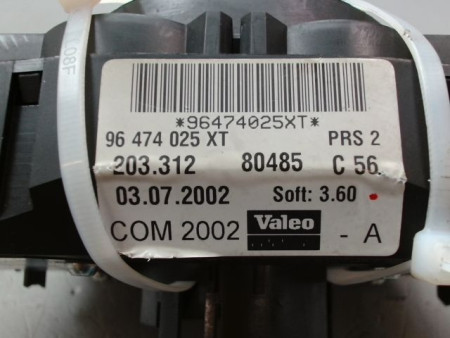 *96474025XT*
96 474 025 XT PRS 2
203.312 80485 C 56
03.07.2002 Soft: 3.60
COM 2002 Valeo - A